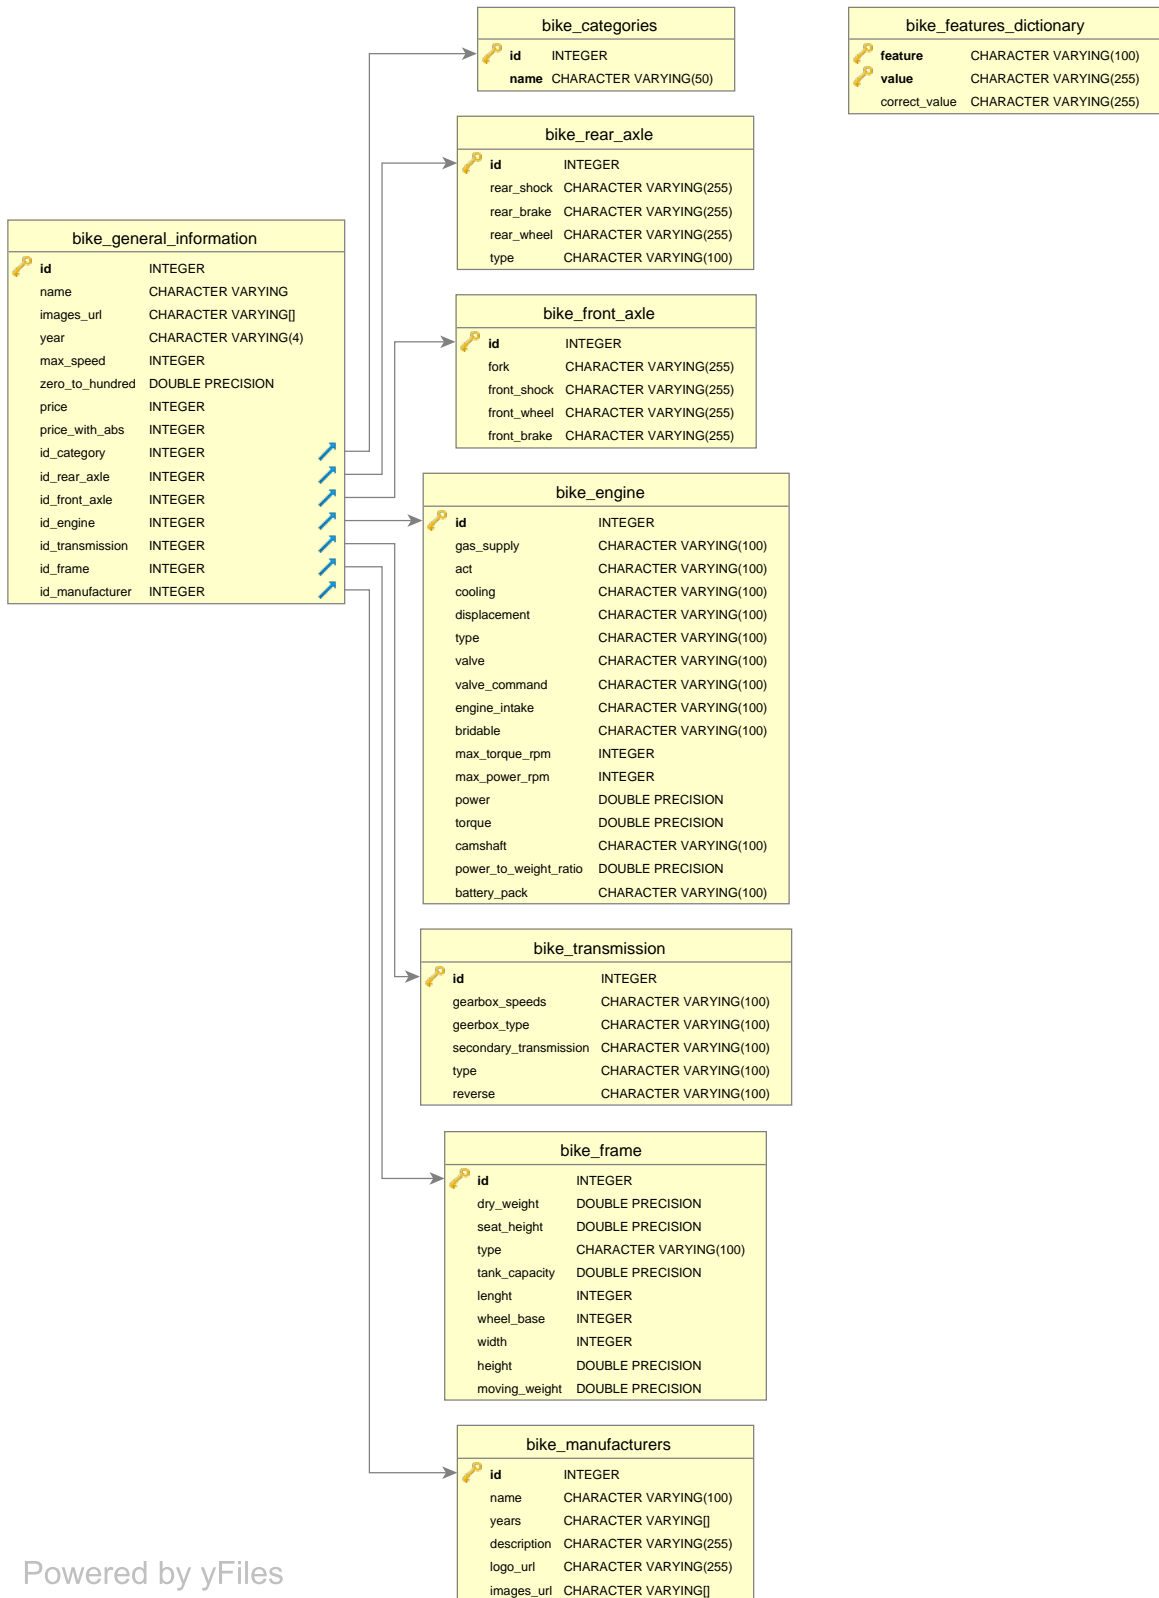 bike_categories
id INTEGER
name CHARACTER VARYING(50)
bike_features_dictionary
feature CHARACTER VARYING(100)
value CHARACTER VARYING(255)
correct_value CHARACTER VARYING(255)
bike_rear_axle
id INTEGER
rear_shock CHARACTER VARYING(255)
rear_brake CHARACTER VARYING(255)
rear_wheel CHARACTER VARYING(255)
type CHARACTER VARYING(100)
bike_general_information
id INTEGER
name CHARACTER VARYING
images_url CHARACTER VARYING[]
year CHARACTER VARYING(4)
max_speed INTEGER
zero_to_hundred DOUBLE PRECISION
price INTEGER
price_with_abs INTEGER
id_category INTEGER
id_rear_axle INTEGER
id_front_axle INTEGER
id_engine INTEGER
id_transmission INTEGER
id_frame INTEGER
id_manufacturer INTEGER
bike_front_axle
id INTEGER
fork CHARACTER VARYING(255)
front_shock CHARACTER VARYING(255)
front_wheel CHARACTER VARYING(255)
front_brake CHARACTER VARYING(255)
bike_engine
id INTEGER
gas_supply CHARACTER VARYING(100)
act CHARACTER VARYING(100)
cooling CHARACTER VARYING(100)
displacement CHARACTER VARYING(100)
type CHARACTER VARYING(100)
valve CHARACTER VARYING(100)
valve_command CHARACTER VARYING(100)
engine_intake CHARACTER VARYING(100)
bridable CHARACTER VARYING(100)
max_torque_rpm INTEGER
max_power_rpm INTEGER
power DOUBLE PRECISION
torque DOUBLE PRECISION
camshaft CHARACTER VARYING(100)
power_to_weight_ratio DOUBLE PRECISION
battery_pack CHARACTER VARYING(100)
bike_transmission
id INTEGER
gearbox_speeds CHARACTER VARYING(100)
geerbox_type CHARACTER VARYING(100)
secondary_transmission CHARACTER VARYING(100)
type CHARACTER VARYING(100)
reverse CHARACTER VARYING(100)
bike_frame
id INTEGER
dry_weight DOUBLE PRECISION
seat_height DOUBLE PRECISION
type CHARACTER VARYING(100)
tank_capacity DOUBLE PRECISION
lenght INTEGER
wheel_base INTEGER
width INTEGER
height DOUBLE PRECISION
moving_weight DOUBLE PRECISION
bike_manufacturers
id INTEGER
name CHARACTER VARYING(100)
years CHARACTER VARYING[]
description CHARACTER VARYING(255)
logo_url CHARACTER VARYING(255)
images_url CHARACTER VARYING[]
Powered by yFiles